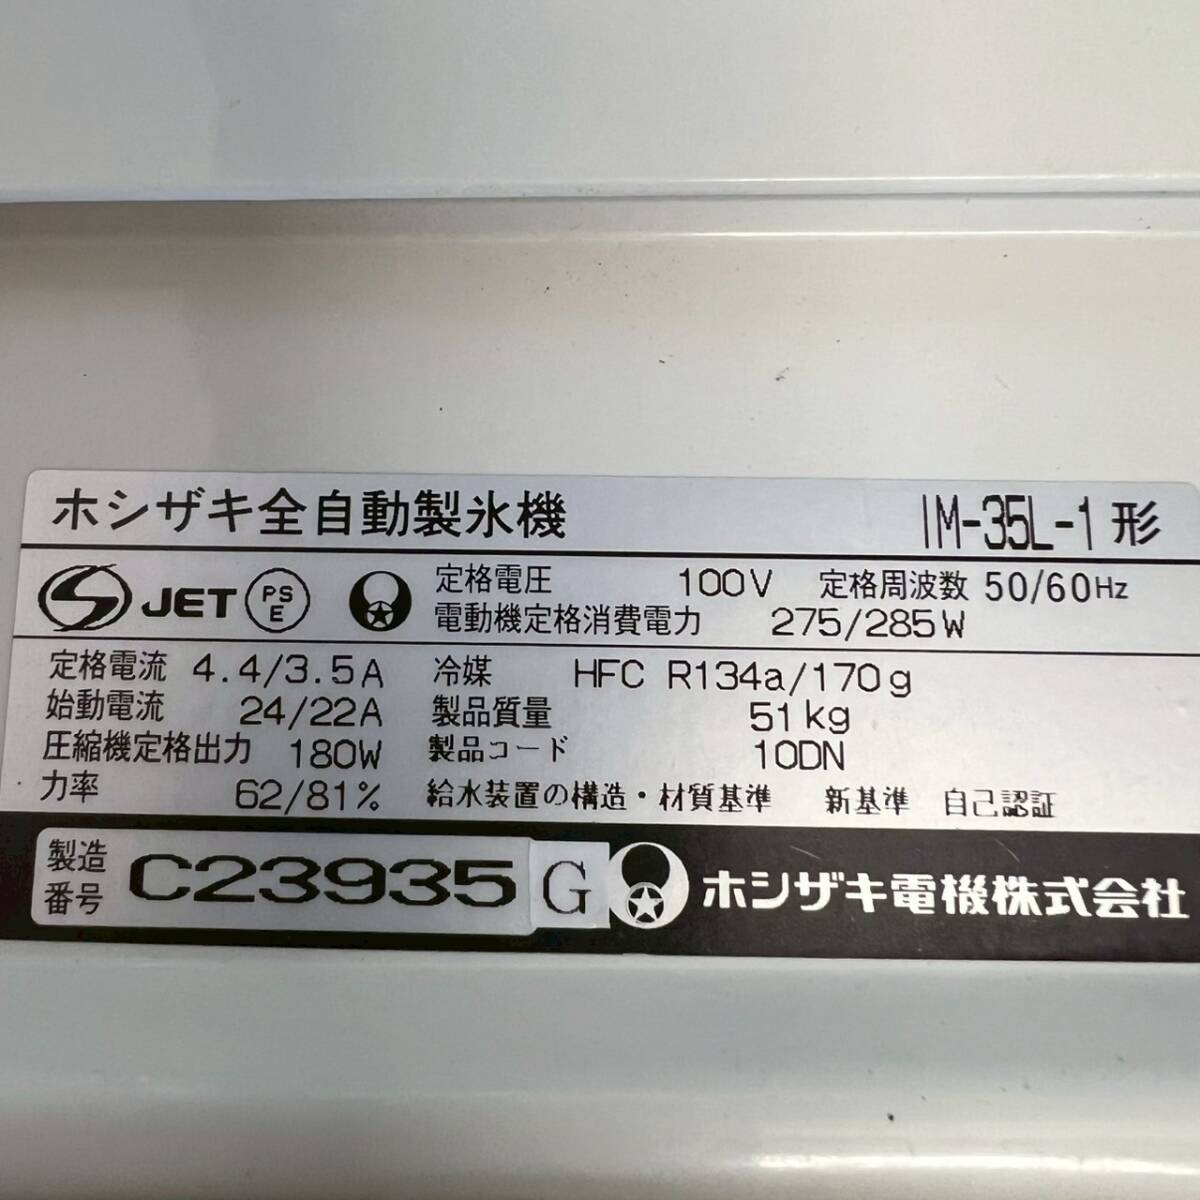 ホシザキ全自動製氷機 IM-35L-1形
JET PSE 定格電圧 100V 定格周波数 50/60Hz
電動機定格消費電力 275/285W
定格電流 4.4/3.5A 冷媒 HFC R134a/170g
始動電流 24/22A 製品質量 51kg
圧縮機定格出力 180W 製品コード 10DN
力率 62/81% 給水装置の構造・材質基準 新基準 自己認証
製造番号 C23935 G ホシザキ電機株式会社